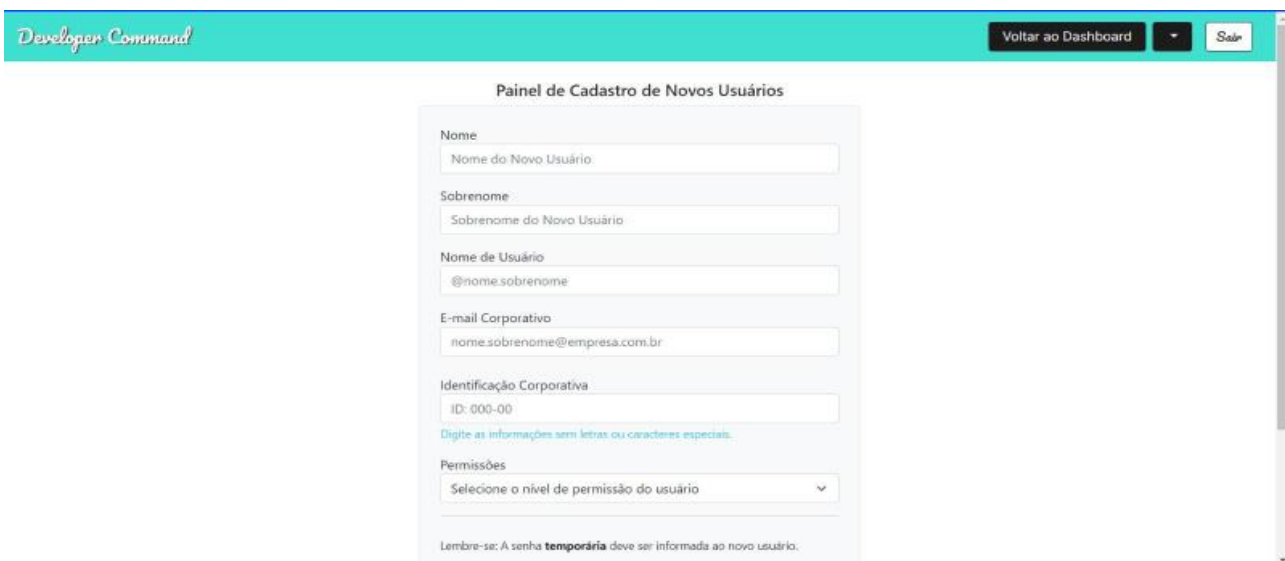 Developer Command
Voltar ao Dashboard
Sair
Painel de Cadastro de Novos Usuários
Nome
Nome do Novo Usuário
Sobrenome
Sobrenome do Novo Usuário
Nome de Usuário
@nome.sobrenome
E-mail Corporativo
nome.sobrenome@empresa.com.br
Identificação Corporativa
ID: 000-00
Digite as informações sem letras ou caracteres especiais.
Permissões
Selecione o nível de permissão do usuário
Lembre-se: A senha temporária deve ser informada ao novo usuário.